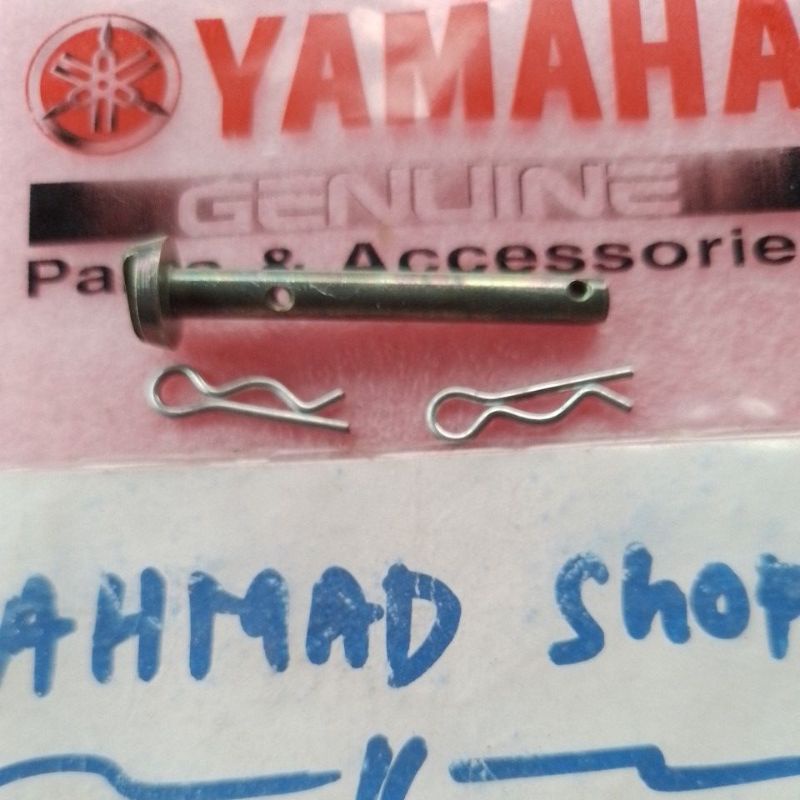 YAMAHA
GENUINE
Parts & Accessorie
AHMAD Shop